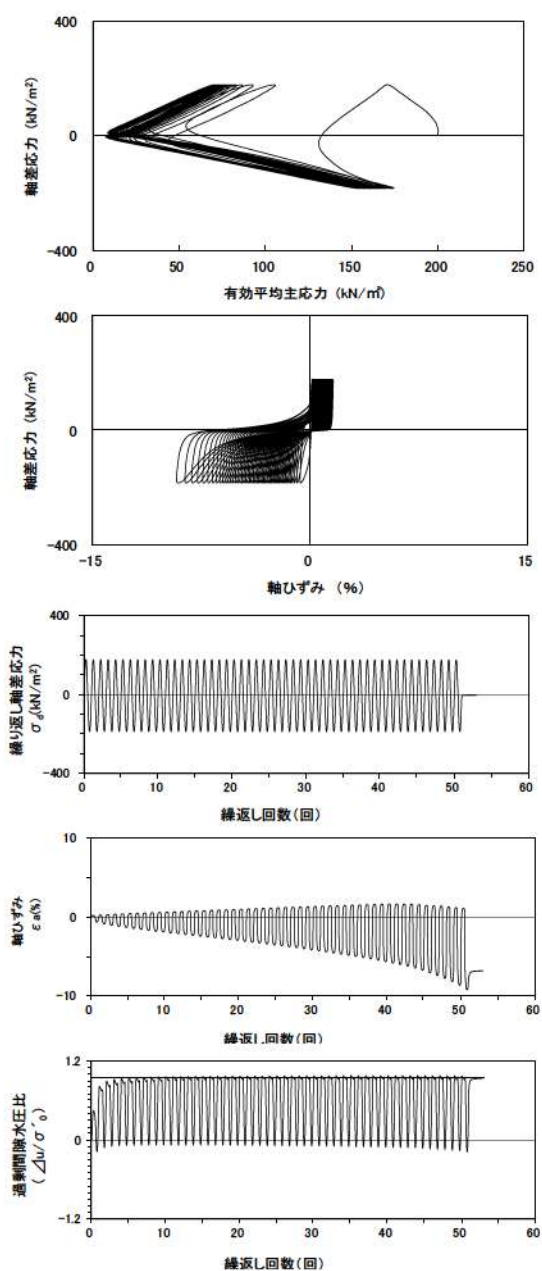 400
0
-400
軸差応力 (kN/m²)
0 50 100 150 200 250
有効平均主応力 (kN/㎡)
400
0
-400
軸差応力 (kN/m²)
-15 0 15
軸ひずみ (%)
400
0
-400
繰り返し軸差応力
σd(kN/m²)
0 10 20 30 40 50 60
繰返し回数(回)
10
0
-10
軸ひずみ
εa(%)
0 10 20 30 40 50 60
繰返し回数(回)
1.2
0
-1.2
過剰間隙水圧比
(⊿u/σ´0)
0 10 20 30 40 50 60
繰返し回数(回)